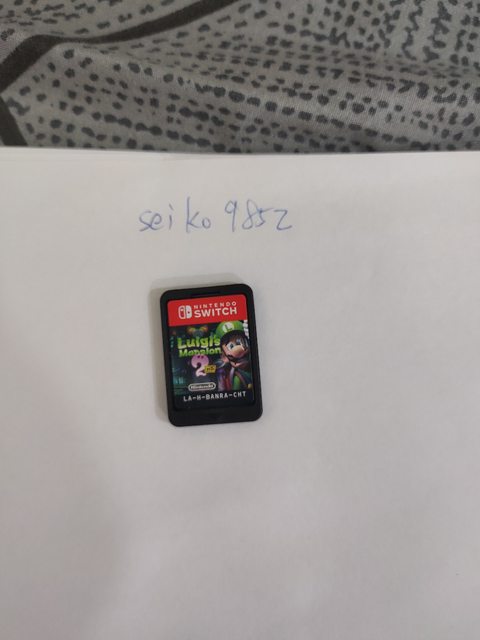 seiko 9852
NINTENDO
SWITCH
Luigi's
Mansion
2 HD
Nintendo
LA-H-BANRA-CHT